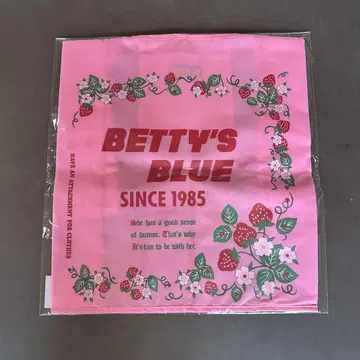 BETTY'S
BLUE
SINCE 1985
She has a good sense
of humor. That's why
It's fun to be with her.
HAVE AN ATTACHMENT FOR CLOTHES